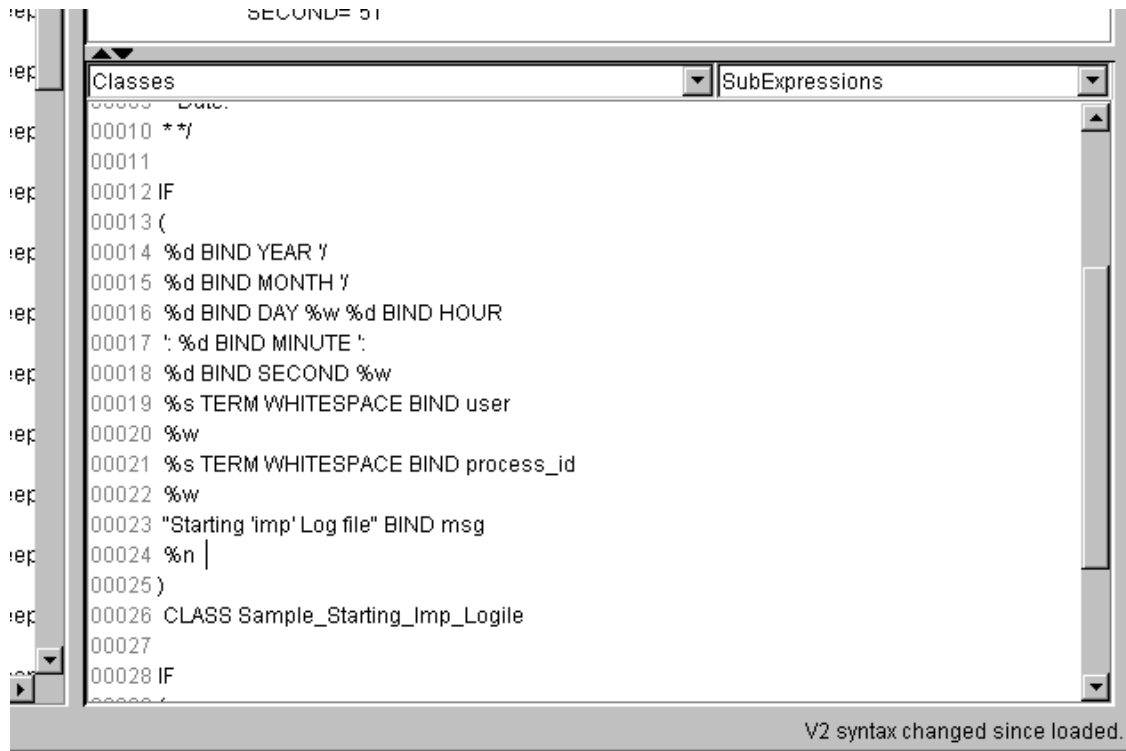 SECOND= 51
Classes
SubExpressions
00009 Date:
00010 * */
00011
00012 IF
00013 (
00014 %d BIND YEAR '/
00015 %d BIND MONTH '/
00016 %d BIND DAY %w %d BIND HOUR
00017 ': %d BIND MINUTE ':
00018 %d BIND SECOND %w
00019 %s TERM WHITESPACE BIND user
00020 %w
00021 %s TERM WHITESPACE BIND process_id
00022 %w
00023 "Starting 'imp' Log file" BIND msg
00024 %n
00025 )
00026 CLASS Sample_Starting_Imp_Logile
00027
00028 IF
V2 syntax changed since loaded.